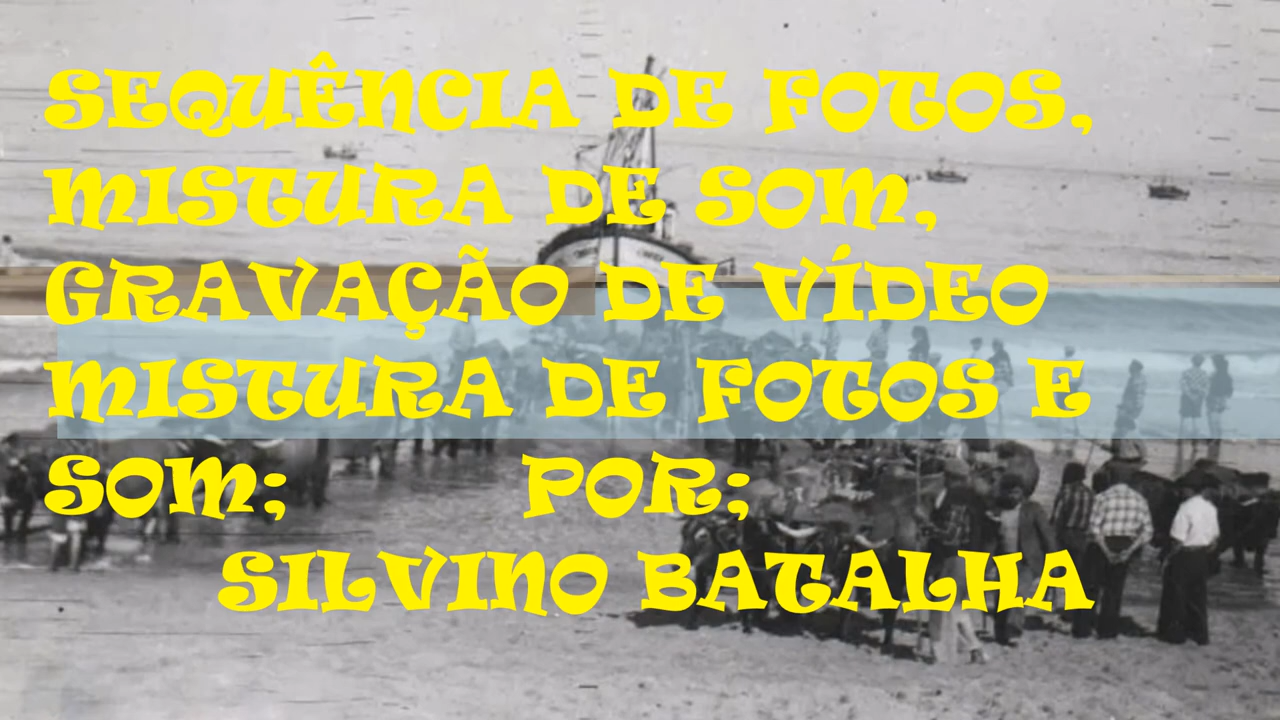 SEQUÊNCIA DE FOTOS,
MISTURA DE SOM,
GRAVAÇÃO DE VÍDEO
MISTURA DE FOTOS E
SOM; POR;
SILVINO BATALHA